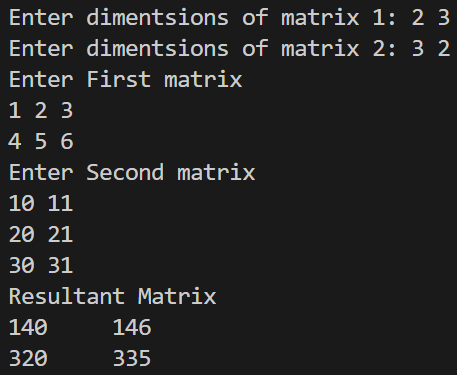 Enter dimentsions of matrix 1: 2 3
Enter dimentsions of matrix 2: 3 2
Enter First matrix
1 2 3
4 5 6
Enter Second matrix
10 11
20 21
30 31
Resultant Matrix
140     146
320     335